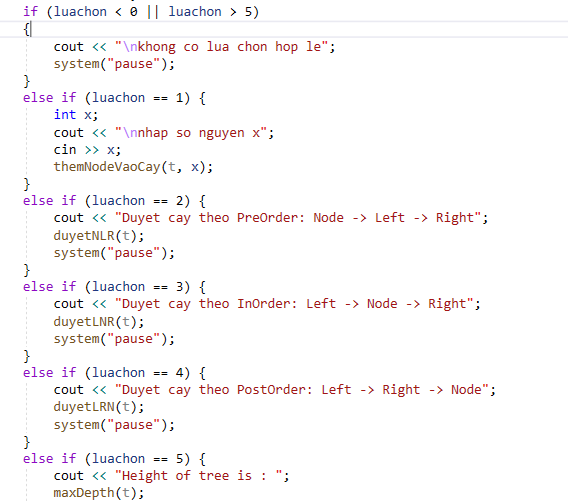 if (luachon < 0 || luachon > 5)
{
    cout << "\nkhong co lua chon hop le";
    system("pause");
}
else if (luachon == 1) {
    int x;
    cout << "\nnhap so nguyen x";
    cin >> x;
    themNodeVaoCay(t, x);
}
else if (luachon == 2) {
    cout << "Duyet cay theo PreOrder: Node -> Left -> Right";
    duyetNLR(t);
    system("pause");
}
else if (luachon == 3) {
    cout << "Duyet cay theo InOrder: Left -> Node -> Right";
    duyetLNR(t);
    system("pause");
}
else if (luachon == 4) {
    cout << "Duyet cay theo PostOrder: Left -> Right -> Node";
    duyetLRN(t);
    system("pause");
}
else if (luachon == 5) {
    cout << "Height of tree is : ";
    maxDepth(t);